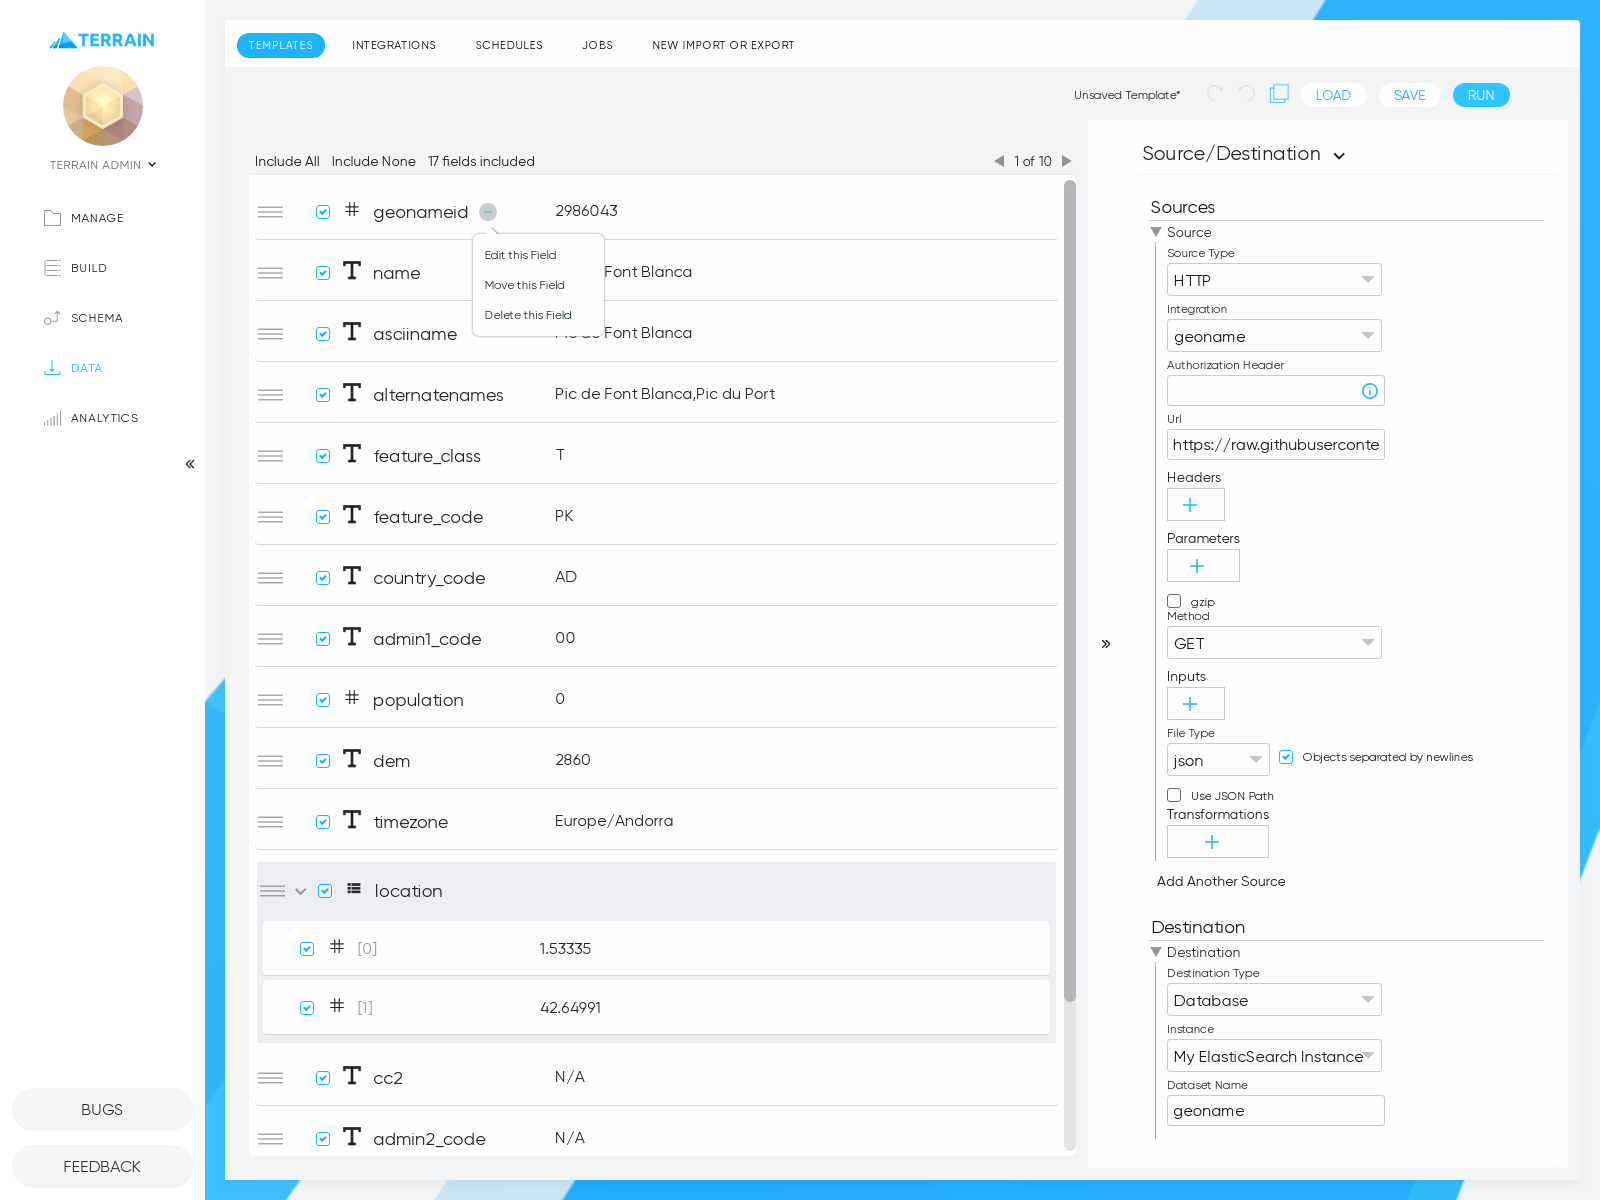 TERRAIN
TERRAIN ADMIN
MANAGE
BUILD
SCHEMA
DATA
ANALYTICS
BUGS
FEEDBACK
TEMPLATES INTEGRATIONS SCHEDULES JOBS NEW IMPORT OR EXPORT
Unsaved Template* LOAD SAVE RUN
Include All Include None 17 fields included 1 of 10
geonameid 2986043
Edit this Field
Move this Field
Delete this Field
name Font Blanca
asciiname Font Blanca
alternatenames Pic de Font Blanca,Pic du Port
feature_class T
feature_code PK
country_code AD
admin1_code 00
population 0
dem 2860
timezone Europe/Andorra
location
[0] 1.53335
[1] 42.64991
cc2 N/A
admin2_code N/A
Source/Destination
Sources
Source
Source Type
HTTP
Integration
geoname
Authorization Header
Url
https://raw.githubuserconte
Headers
Parameters
gzip
Method
GET
Inputs
File Type
json Objects separated by newlines
Use JSON Path
Transformations
Add Another Source
Destination
Destination
Destination Type
Database
Instance
My ElasticSearch Instance
Dataset Name
geoname